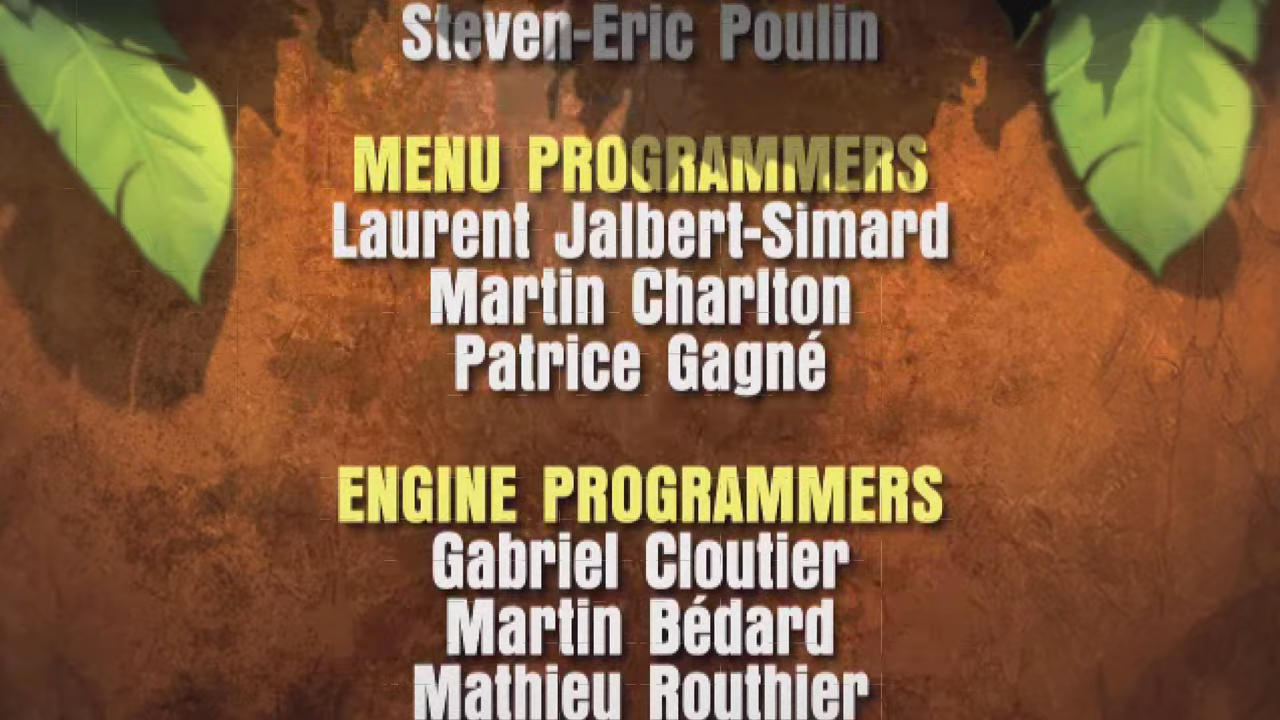 Steven-Eric Poulin
MENU PROGRAMMERS
Laurent Jalbert-Simard
Martin Charlton
Patrice Gagné
ENGINE PROGRAMMERS
Gabriel Cloutier
Martin Bédard
Mathieu Routhier